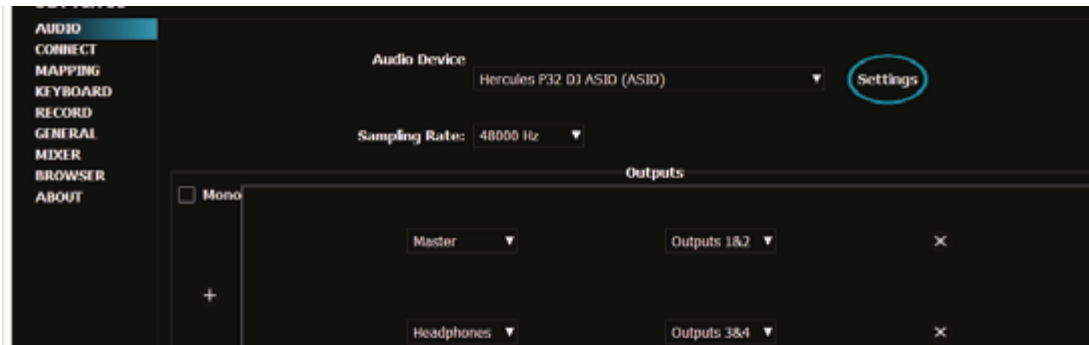 AUDIO
CONNECT
MAPPING
KEYBOARD
RECORD
GENERAL
MIXER
BROWSER
ABOUT
Audio Device
Hercules P32 DJ ASIO (ASIO)
Settings
Sampling Rate: 48000 Hz
Outputs
Mono
Master Outputs 1&2 ×
+
Headphones Outputs 3&4 ×